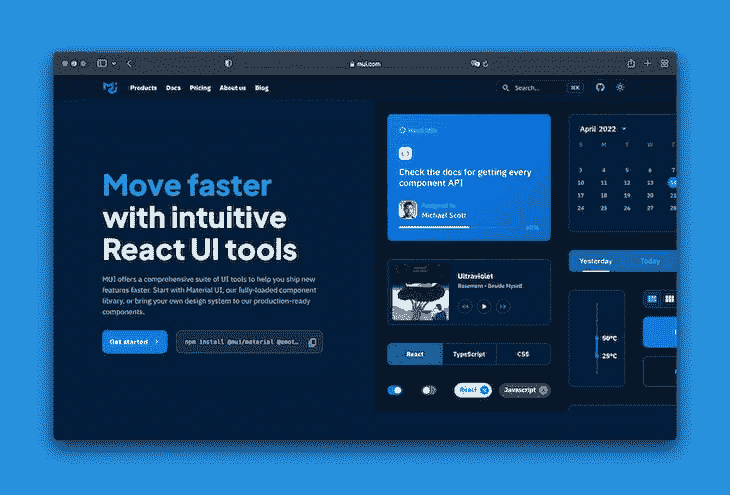 mui.com
Products Docs Pricing About us Blog
Search... ⌘K
Move faster
with intuitive
React UI tools
MUI offers a comprehensive suite of UI tools to help you ship new
features faster. Start with Material UI, our fully-loaded component
library, or bring your own design system to our production-ready
components.
Get started >
npm install @mui/material @emot…
Check the docs for getting every
component API
Assigned to
Michael Scott
60%
Ultraviolet
Basement • Beside Myself
React TypeScript CSS
React Javascript
April 2022
S M T W T
3 4 5 6 7
10 11 12 13 14
17 18 19 20 21
24 25 26 27 28
Yesterday Today
50°C
25°C